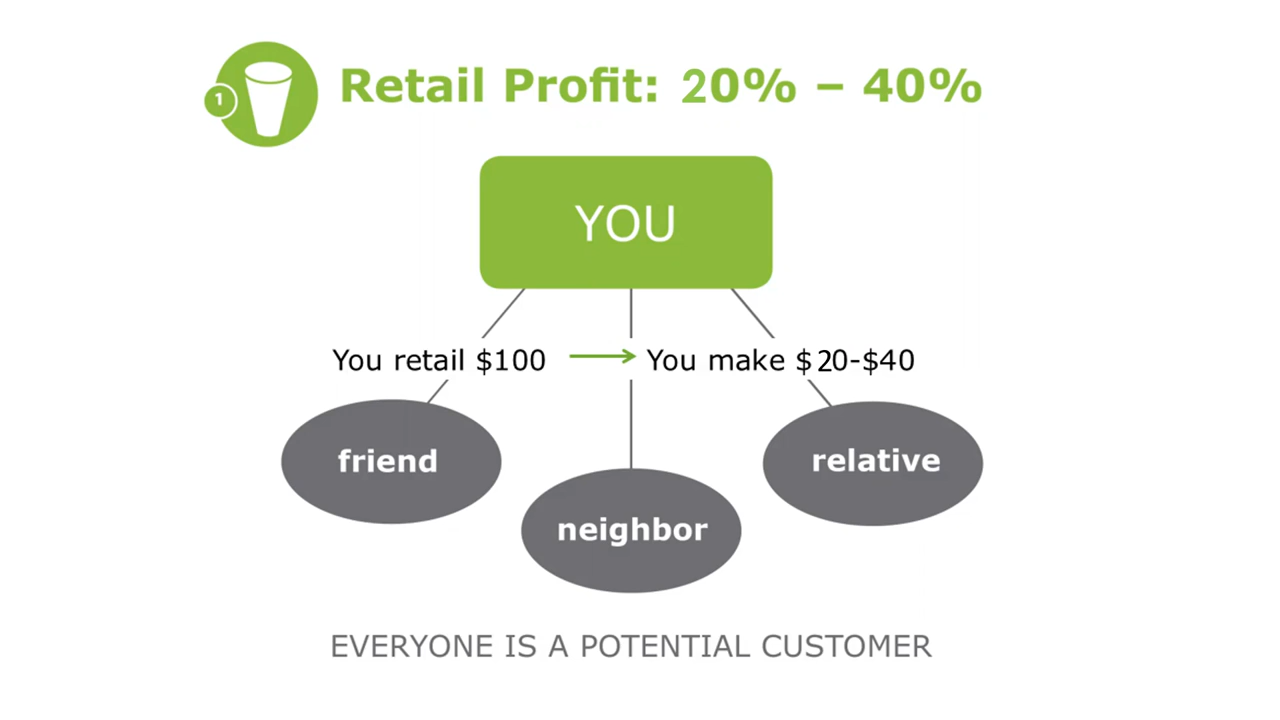 1
Retail Profit: 20% – 40%
YOU
You retail $100 You make $20-$40
friend
neighbor
relative
EVERYONE IS A POTENTIAL CUSTOMER